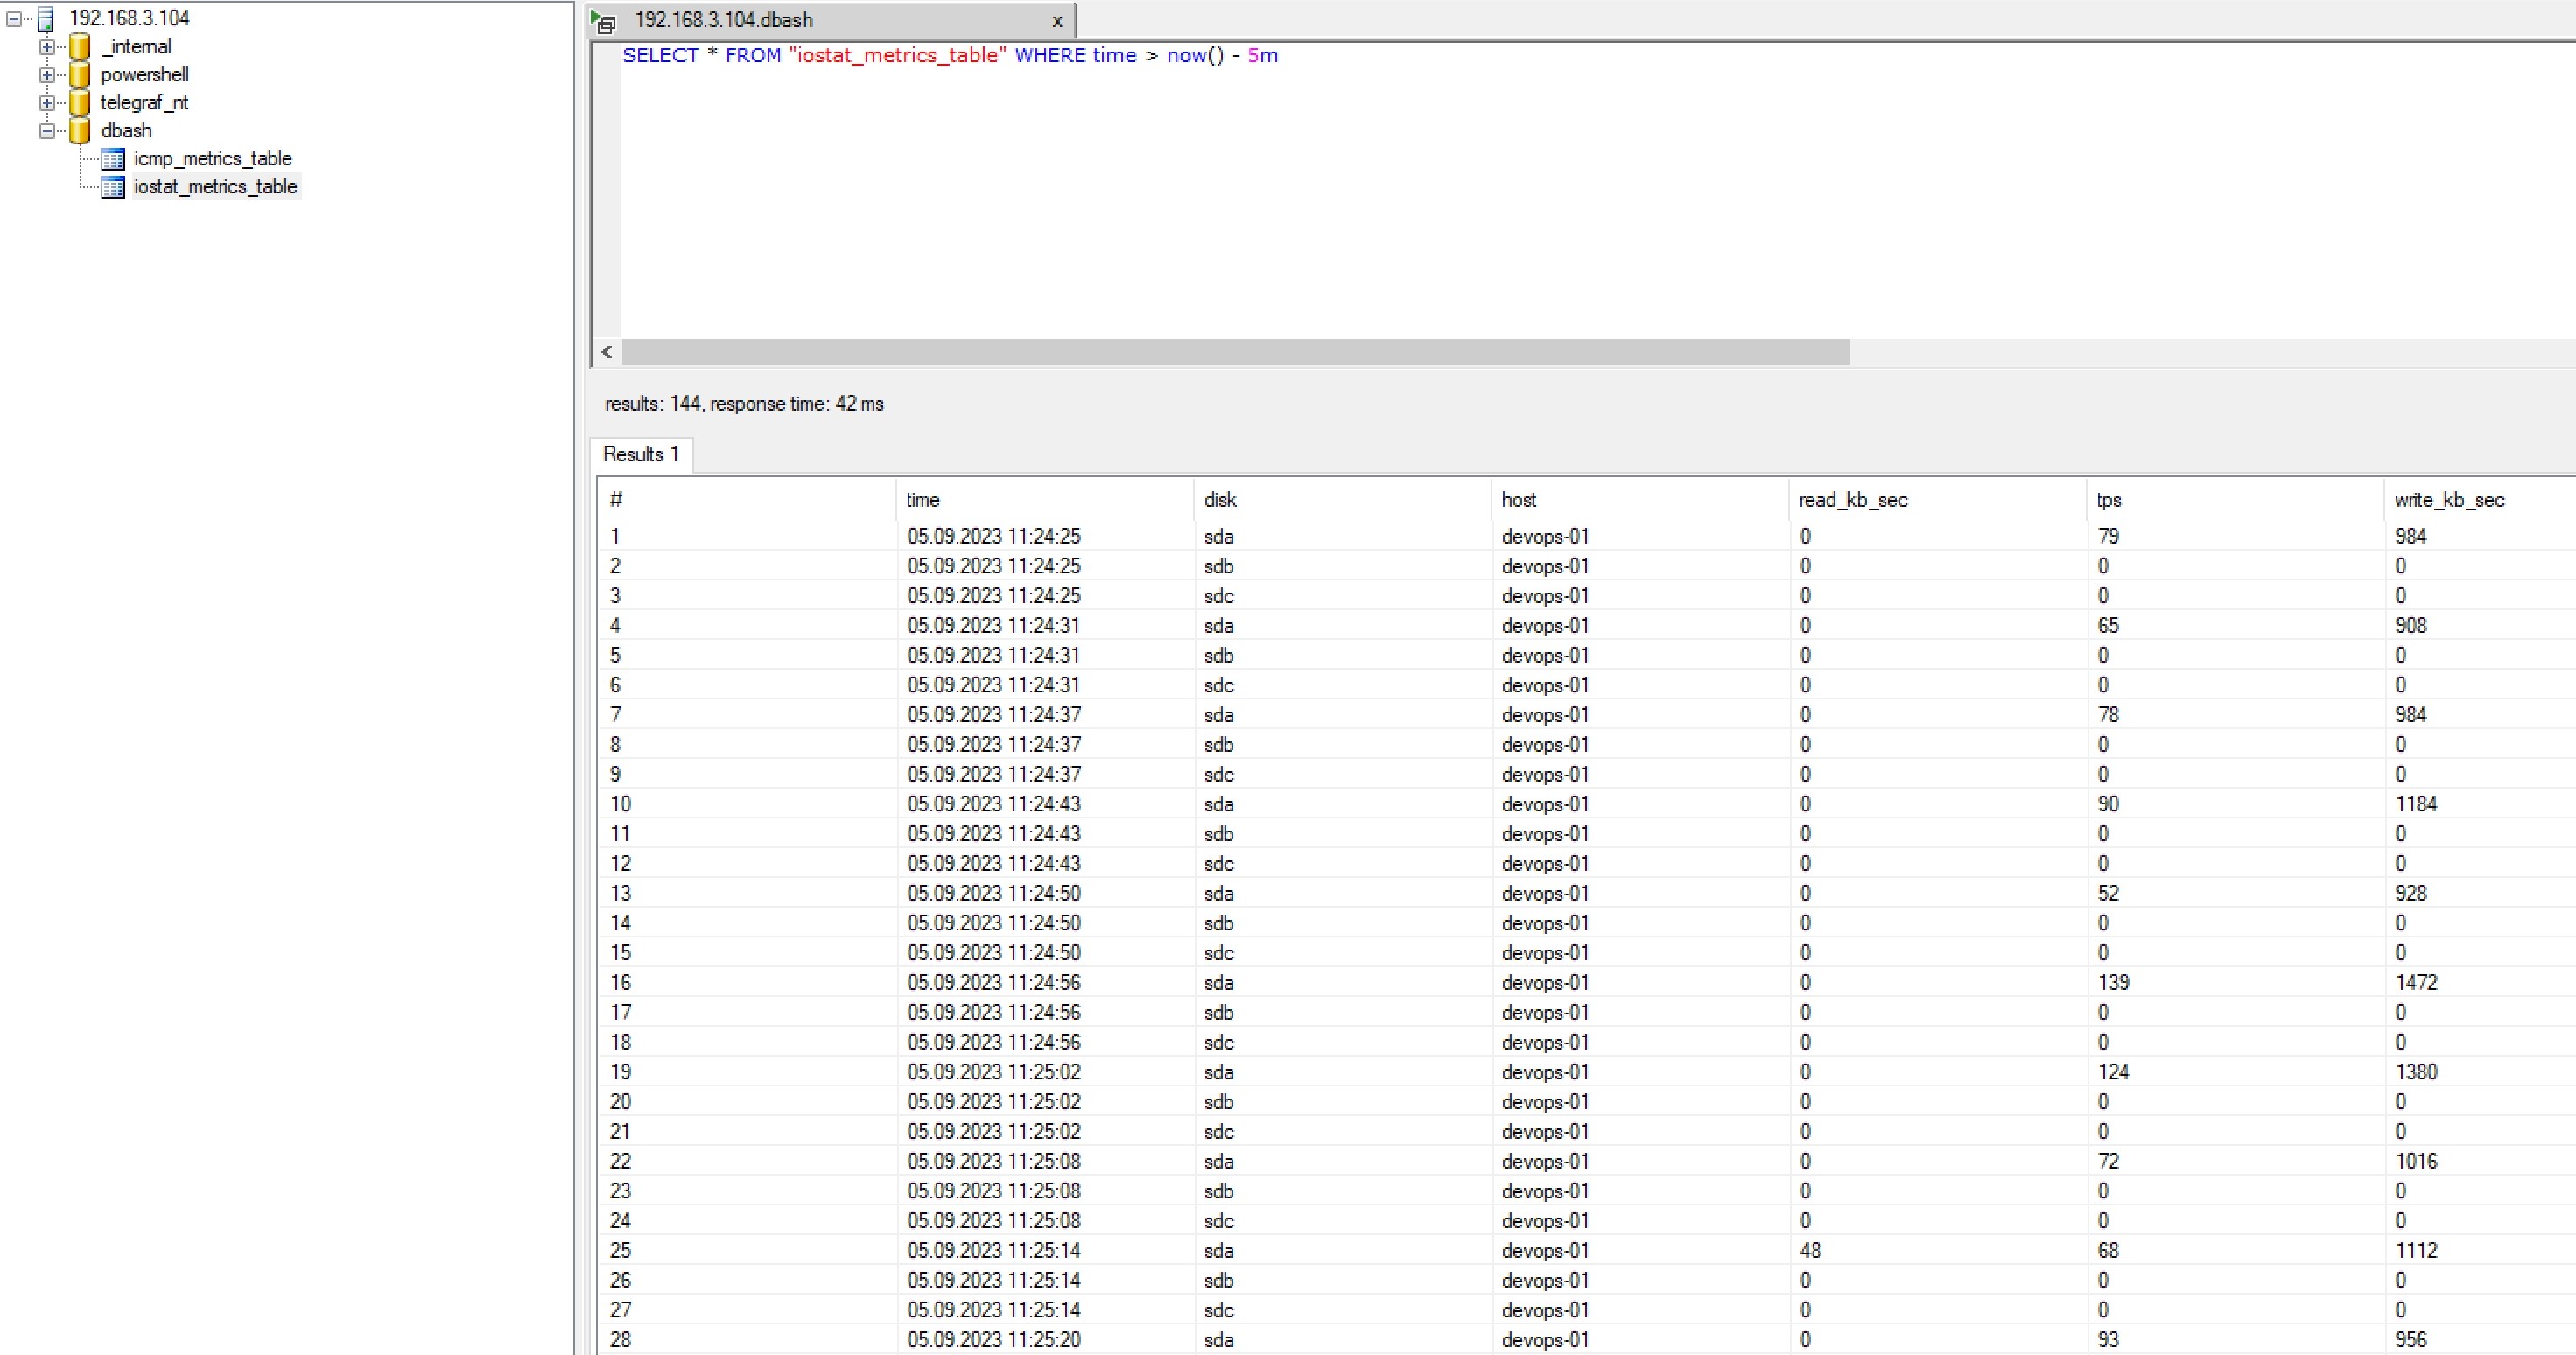 192.168.3.104
_internal
powershell
telegraf_nt
dbash
icmp_metrics_table
iostat_metrics_table
192.168.3.104.dbash x
SELECT * FROM "iostat_metrics_table" WHERE time > now() - 5m
results: 144, response time: 42 ms
Results 1
# time disk host read_kb_sec tps write_kb_sec
1 05.09.2023 11:24:25 sda devops-01 0 79 984
2 05.09.2023 11:24:25 sdb devops-01 0 0 0
3 05.09.2023 11:24:25 sdc devops-01 0 0 0
4 05.09.2023 11:24:31 sda devops-01 0 65 908
5 05.09.2023 11:24:31 sdb devops-01 0 0 0
6 05.09.2023 11:24:31 sdc devops-01 0 0 0
7 05.09.2023 11:24:37 sda devops-01 0 78 984
8 05.09.2023 11:24:37 sdb devops-01 0 0 0
9 05.09.2023 11:24:37 sdc devops-01 0 0 0
10 05.09.2023 11:24:43 sda devops-01 0 90 1184
11 05.09.2023 11:24:43 sdb devops-01 0 0 0
12 05.09.2023 11:24:43 sdc devops-01 0 0 0
13 05.09.2023 11:24:50 sda devops-01 0 52 928
14 05.09.2023 11:24:50 sdb devops-01 0 0 0
15 05.09.2023 11:24:50 sdc devops-01 0 0 0
16 05.09.2023 11:24:56 sda devops-01 0 139 1472
17 05.09.2023 11:24:56 sdb devops-01 0 0 0
18 05.09.2023 11:24:56 sdc devops-01 0 0 0
19 05.09.2023 11:25:02 sda devops-01 0 124 1380
20 05.09.2023 11:25:02 sdb devops-01 0 0 0
21 05.09.2023 11:25:02 sdc devops-01 0 0 0
22 05.09.2023 11:25:08 sda devops-01 0 72 1016
23 05.09.2023 11:25:08 sdb devops-01 0 0 0
24 05.09.2023 11:25:08 sdc devops-01 0 0 0
25 05.09.2023 11:25:14 sda devops-01 48 68 1112
26 05.09.2023 11:25:14 sdb devops-01 0 0 0
27 05.09.2023 11:25:14 sdc devops-01 0 0 0
28 05.09.2023 11:25:20 sda devops-01 0 93 956